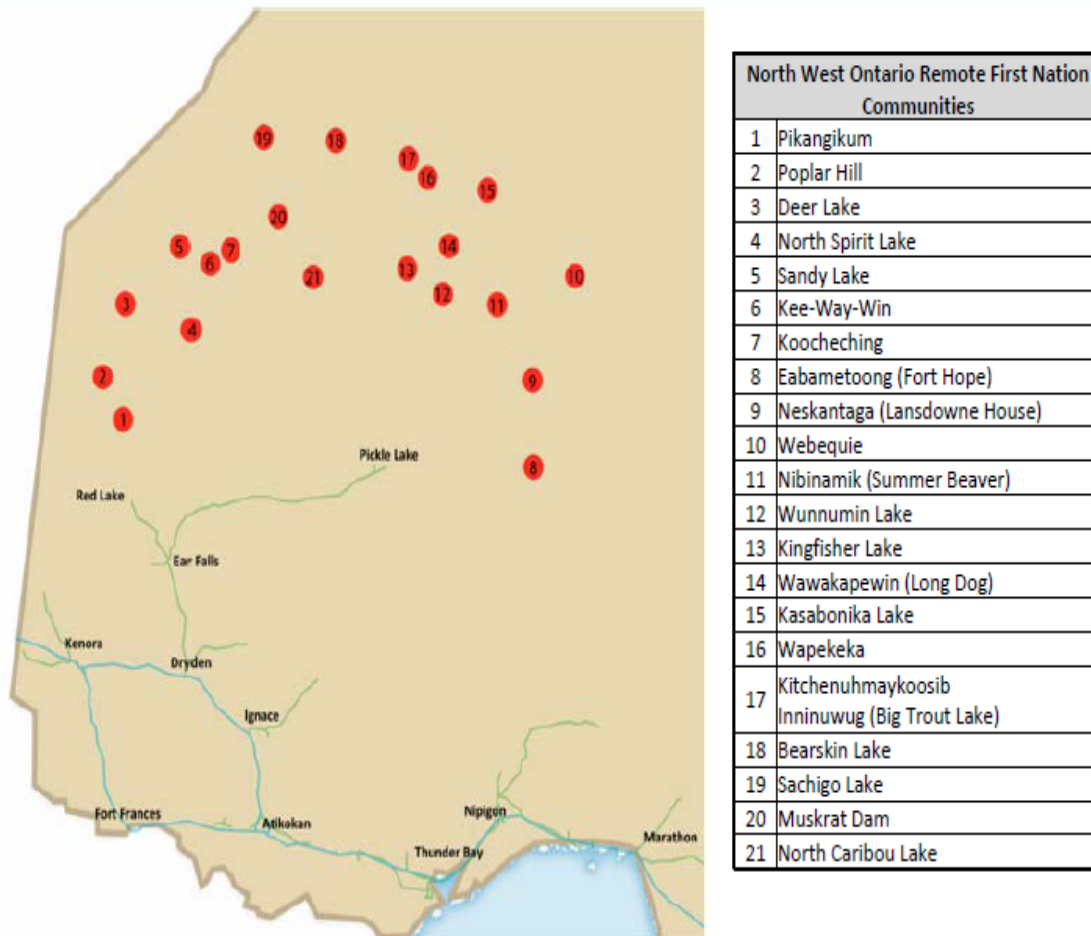 19
18
17
16
15
20
5
7
6
14
21
13
10
12
3
11
4
2
9
1
Pickle Lake
8
Red Lake
Ear Falls
Kenora
Dryden
Ignace
Fort Frances
Atikokan
Nipigon
Marathon
Thunder Bay
North West Ontario Remote First Nation
Communities
1 Pikangikum
2 Poplar Hill
3 Deer Lake
4 North Spirit Lake
5 Sandy Lake
6 Kee-Way-Win
7 Koocheching
8 Eabametoong (Fort Hope)
9 Neskantaga (Lansdowne House)
10 Webequie
11 Nibinamik (Summer Beaver)
12 Wunnumin Lake
13 Kingfisher Lake
14 Wawakapewin (Long Dog)
15 Kasabonika Lake
16 Wapekeka
17 Kitchenuhmaykoosib
Inninuwug (Big Trout Lake)
18 Bearskin Lake
19 Sachigo Lake
20 Muskrat Dam
21 North Caribou Lake